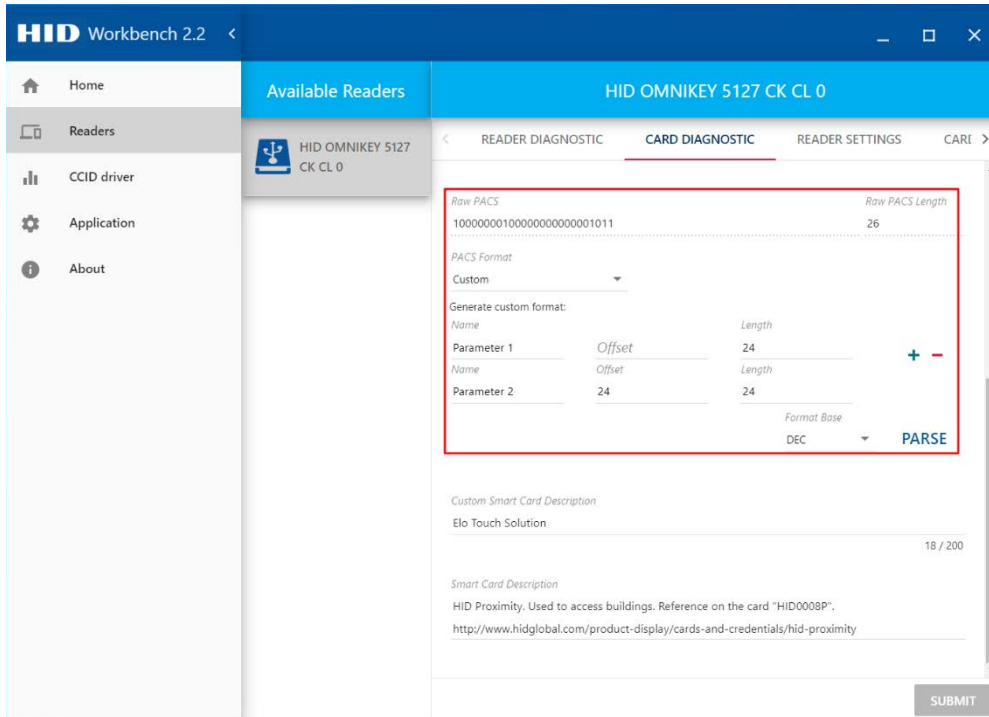 HID Workbench 2.2
Home
Readers
CCID driver
Application
About
Available Readers
HID OMNIKEY 5127 CK CL 0
HID OMNIKEY 5127
CK CL 0
READER DIAGNOSTIC CARD DIAGNOSTIC READER SETTINGS CARD
Raw PACS Raw PACS Length
10000000100000000000001011 26
PACS Format
Custom
Generate custom format:
Name Length
Parameter 1 Offset 24
Name Offset Length
Parameter 2 24 24
Format Base
DEC PARSE
Custom Smart Card Description
Elo Touch Solution
18 / 200
Smart Card Description
HID Proximity. Used to access buildings. Reference on the card "HID0008P".
http://www.hidglobal.com/product-display/cards-and-credentials/hid-proximity
SUBMIT